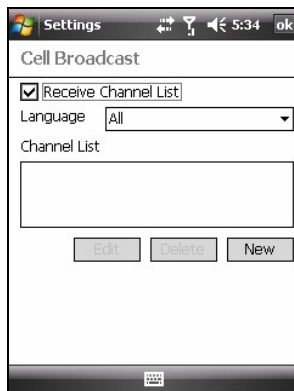 Settings 5:34 ok
Cell Broadcast
Receive Channel List
Language All
Channel List
Edit Delete New